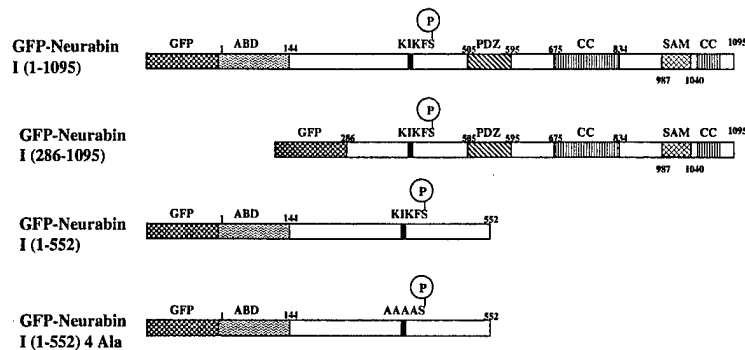 P
GFP-Neurabin
I (1-1095)
GFP 1 ABD 144 KIKFS 505 PDZ 595 675 CC 834 SAM CC 1095
987 1040
P
GFP-Neurabin
I (286-1095)
GFP 286 KIKFS 505 PDZ 595 675 CC 834 SAM CC 1095
987 1040
P
GFP-Neurabin
I (1-552)
GFP 1 ABD 144 KIKFS 552
P
GFP-Neurabin
I (1-552) 4 Ala
GFP 1 ABD 144 AAAAS 552